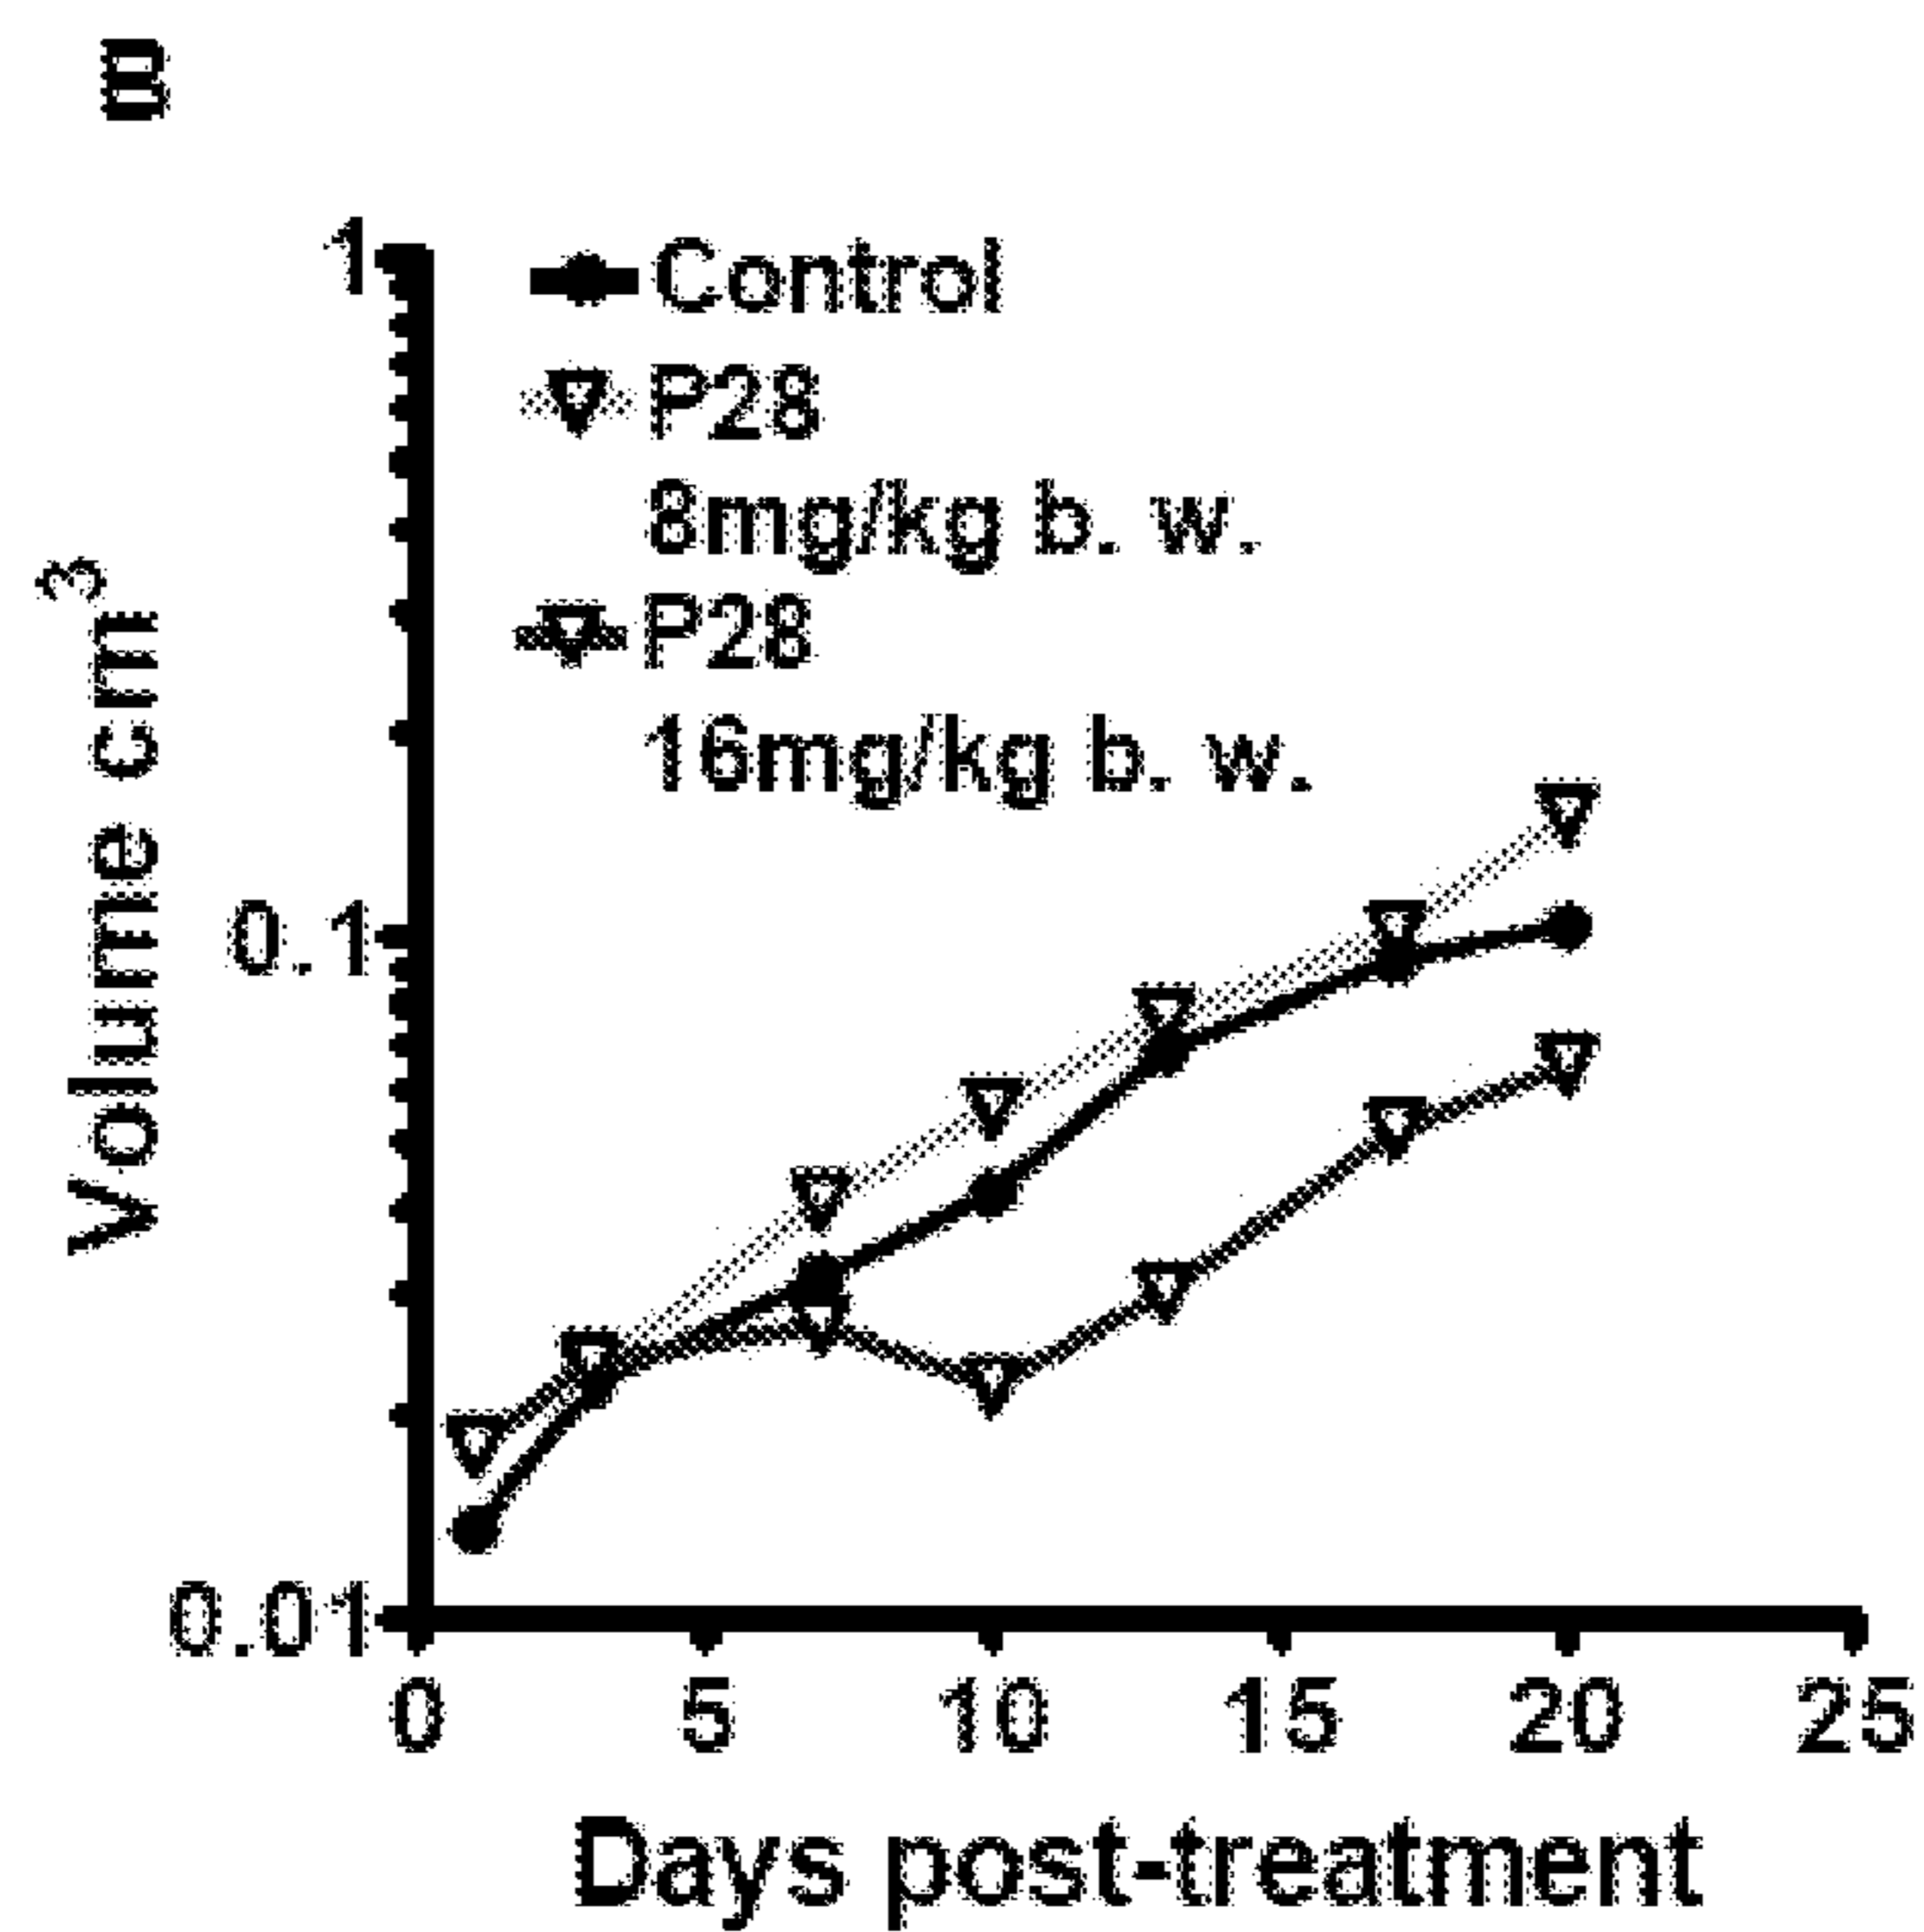 B
1
Control
P28
8mg/kg b. w.
P28
16mg/kg b. w.
Volume cm³
0.1
0.01
0 5 10 15 20 25
Days post-treatment